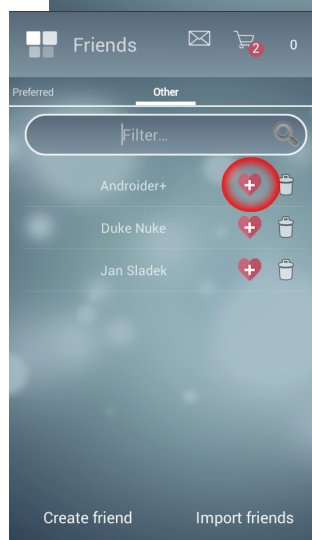 Friends 2 0
Preferred Other
Filter...
Androider+
Duke Nuke
Jan Sladek
Create friend Import friends